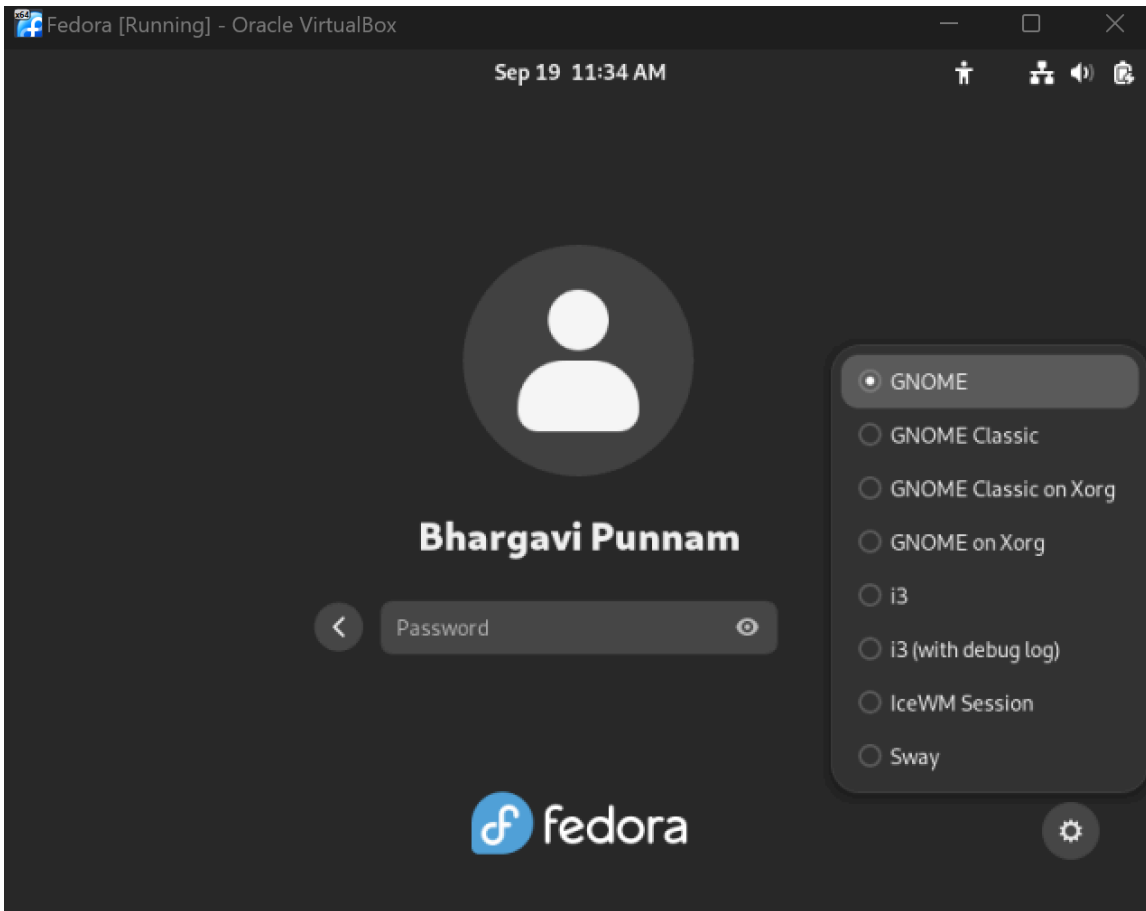 x64
Fedora [Running] - Oracle VirtualBox
Sep 19 11:34 AM
GNOME
GNOME Classic
GNOME Classic on Xorg
GNOME on Xorg
i3
i3 (with debug log)
IceWM Session
Sway
Bhargavi Punnam
Password
fedora